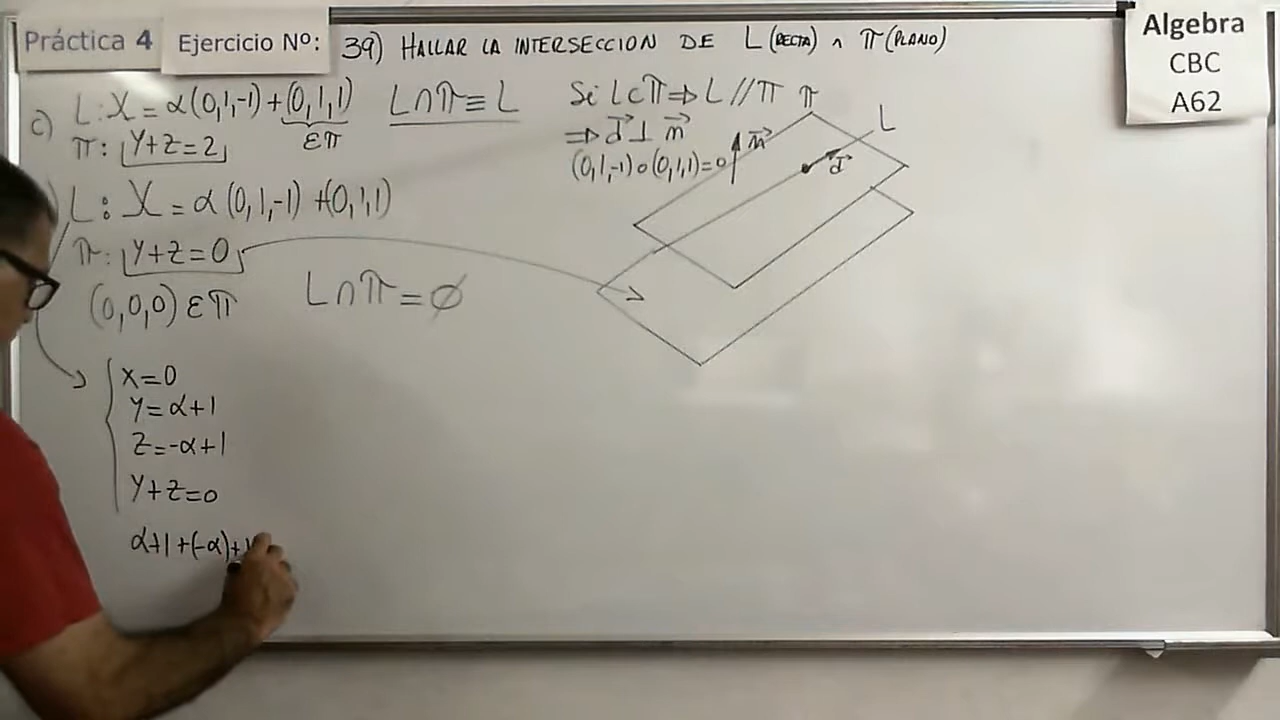 Práctica 4 Ejercicio Nº: 39) HALLAR LA INTERSECCION DE L (RECTA) ∩ π (PLANO)
Algebra
CBC
A62
c) L: X = α(0,1,-1) + (0,1,1) L∩π ≡ L
επ
π: y+z=2
Si L⊂π ⇒ L//π
⇒ d⃗ ⊥ n⃗
(0,1,-1)∘(0,1,1)=0
π
L
n⃗
d⃗
) L: X = α(0,1,-1) + (0,1,1)
π: y+z=0
(0,0,0) επ L∩π = ∅
x=0
y=α+1
z=-α+1
y+z=0
α+1+(-α)+